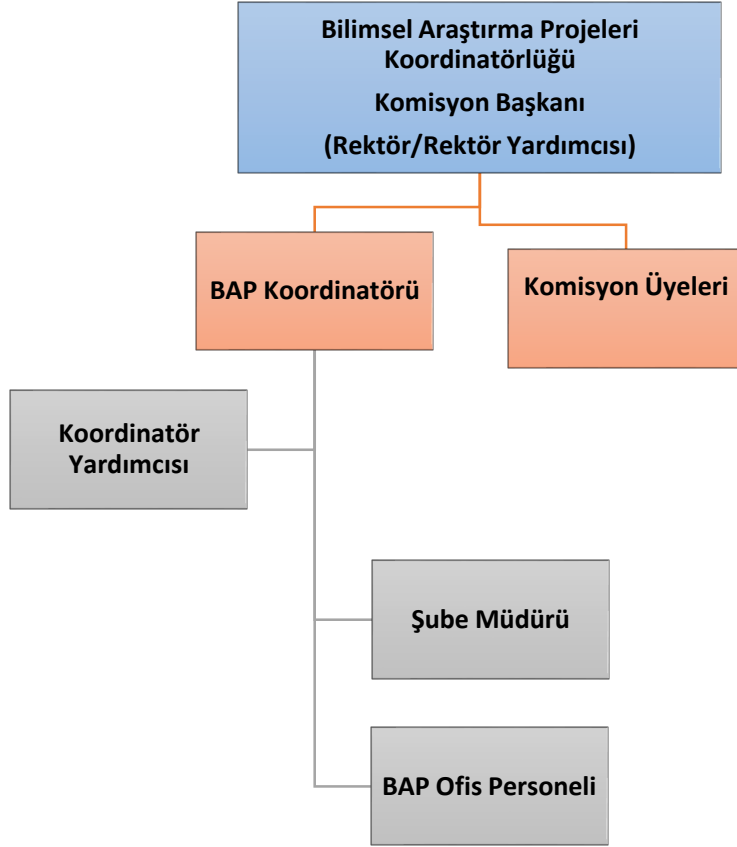 Bilimsel Araştırma Projeleri
Koordinatörlüğü
Komisyon Başkanı
(Rektör/Rektör Yardımcısı)
BAP Koordinatörü
Komisyon Üyeleri
Koordinatör
Yardımcısı
Şube Müdürü
BAP Ofis Personeli